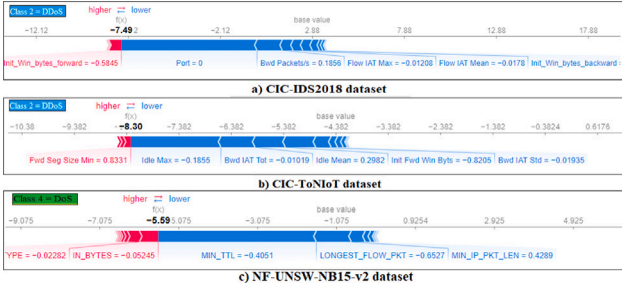 Class 2 = DDoS
higher ⇄ lower
f(x) base value
−12.12 −7.49 −2.12 2.88 7.88 12.88 17.88
Init_Win_bytes_forward = −0.5845 Port = 0 Bwd Packets/s = 0.1856 Flow IAT Max = −0.01208 Flow IAT Mean = −0.0178 Init_Win_bytes_backward =
a) CIC-IDS2018 dataset
Class 2 = DDoS
higher ⇄ lower
f(x) base value
−10.38 −9.382 −8.30 −7.382 −6.382 −5.382 −4.382 −3.382 −2.382 −1.382 −0.3824 0.6176
Fwd Seg Size Min = 0.8331 Idle Max = −0.1855 Bwd IAT Tot = −0.01019 Idle Mean = 0.2982 Init Fwd Win Byts = −0.8205 Bwd IAT Std = −0.01935
b) CIC-ToNIoT dataset
Class 4 = DoS
higher ⇄ lower
f(x) base value
−9.075 −7.075 −5.59 5.075 −3.075 −1.075 0.9254 2.925 4.925
TYPE = −0.02282 IN_BYTES = −0.05245 MIN_TTL = −0.4051 LONGEST_FLOW_PKT = −0.6527 MIN_IP_PKT_LEN = 0.4289
c) NF-UNSW-NB15-v2 dataset